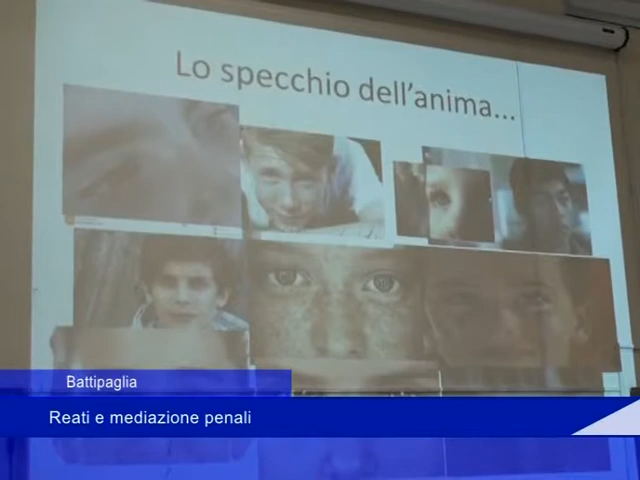 Lo specchio dell'anima...
Battipaglia
Reati e mediazione penali